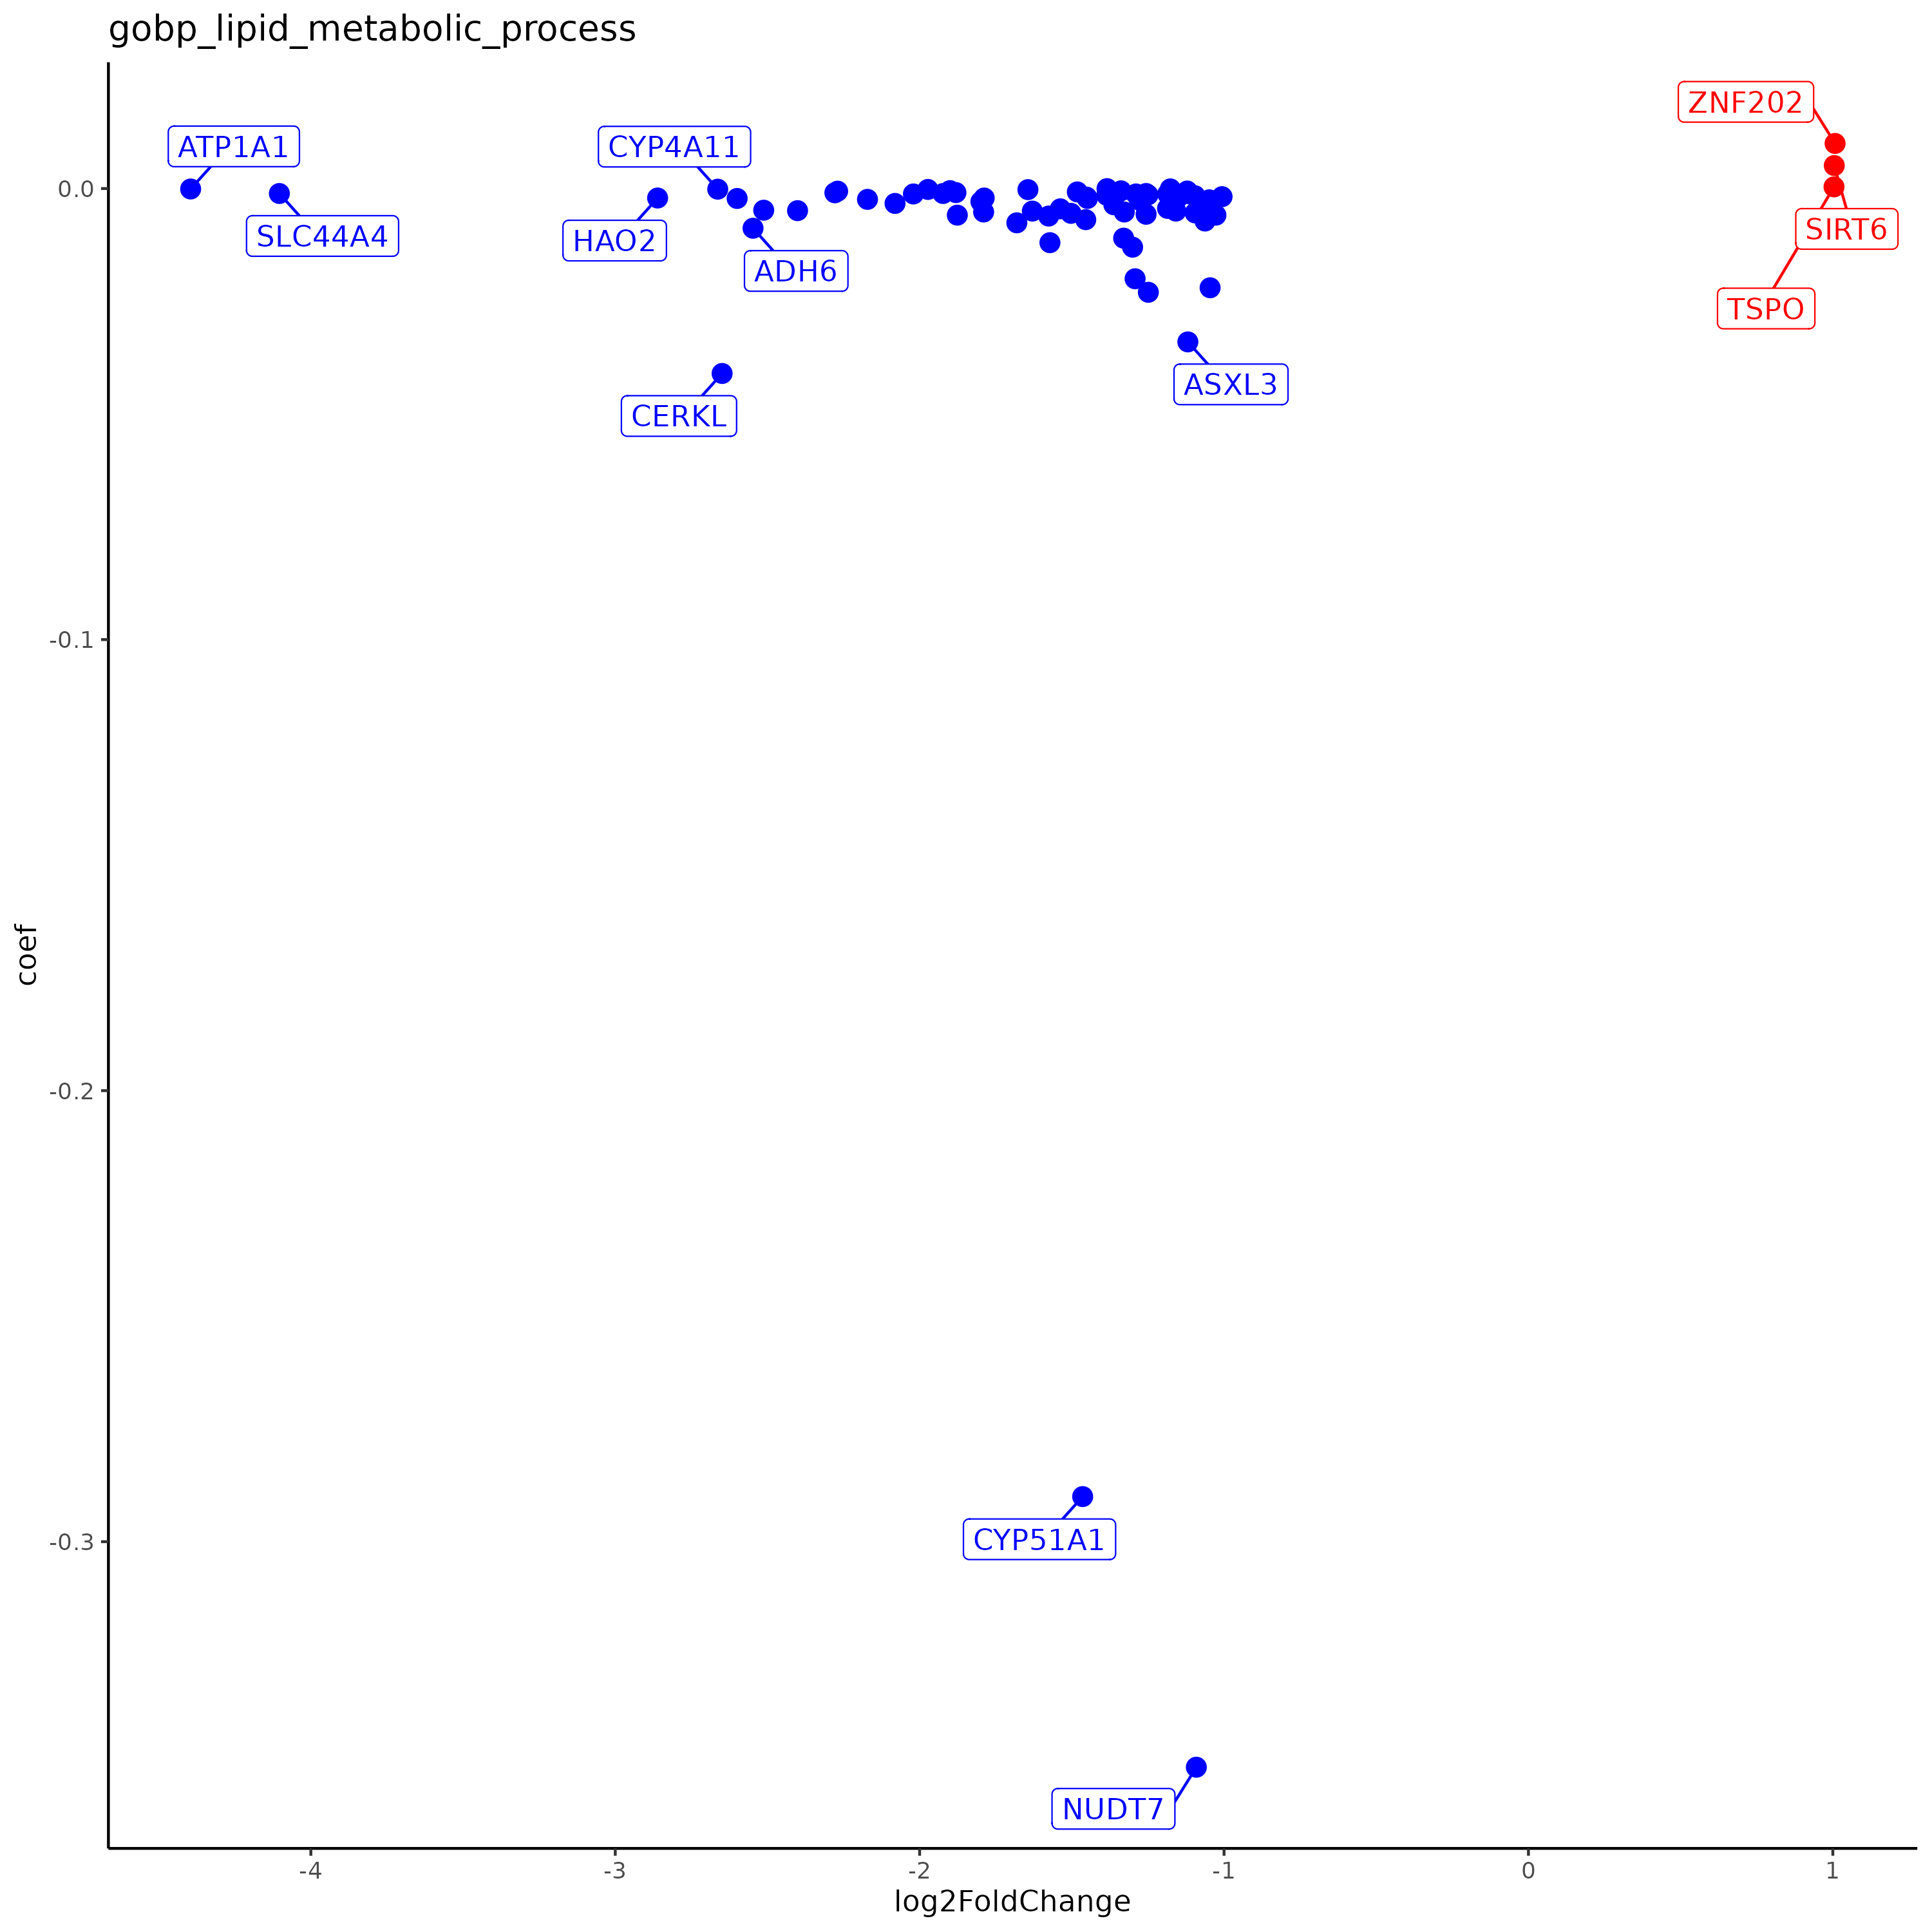 gobp_lipid_metabolic_process
ZNF202
ATP1A1
CYP4A11
0.0
SLC44A4
HAO2
SIRT6
ADH6
TSPO
ASXL3
CERKL
-0.1
coef
-0.2
-0.3
CYP51A1
NUDT7
-4
-3
-2
-1
0
1
log2FoldChange